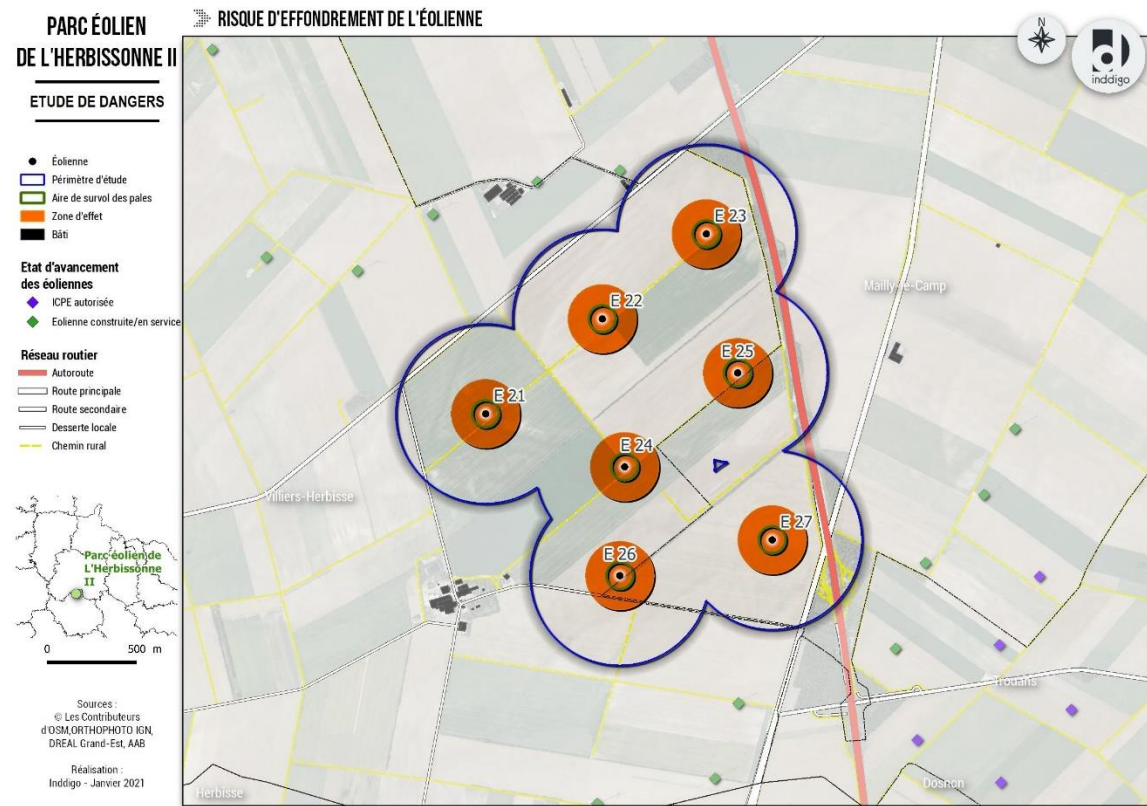 PARC ÉOLIEN
DE L'HERBISSONNE II
ETUDE DE DANGERS
Éolienne
Périmètre d'étude
Aire de survol des pales
Zone d'effet
Bâti
Etat d'avancement
des éoliennes
ICPE autorisée
Eolienne construite/en service
Réseau routier
Autoroute
Route principale
Route secondaire
Desserte locale
Chemin rural
Parc éolien de
L'Herbissonne
II
0 500 m
Sources :
© Les Contributeurs
d'OSM,ORTHOPHOTO IGN,
DREAL Grand-Est, AAB
Réalisation :
Inddigo - Janvier 2021
RISQUE D'EFFONDREMENT DE L'ÉOLIENNE
N
inddigo
E 23
Mailly-le-Camp
E 22
E 25
E 21
E 24
Villiers-Herbisse
E 27
E 26
Trouans
Dosnon
Herbisse